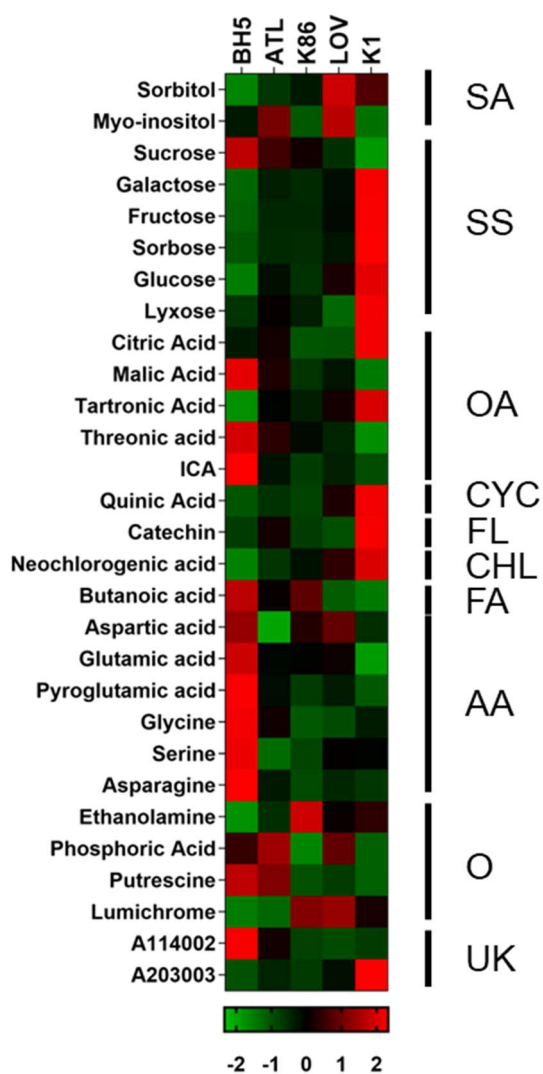 BH5 ATL K86 LOV K1
Sorbitol
Myo-inositol
SA
Sucrose
Galactose
Fructose
Sorbose
Glucose
Lyxose
SS
Citric Acid
Malic Acid
Tartronic Acid
Threonic acid
ICA
OA
Quinic Acid
CYC
Catechin
FL
Neochlorogenic acid
CHL
Butanoic acid
FA
Aspartic acid
Glutamic acid
Pyroglutamic acid
Glycine
Serine
Asparagine
AA
Ethanolamine
Phosphoric Acid
Putrescine
Lumichrome
O
A114002
A203003
UK
-2 -1 0 1 2